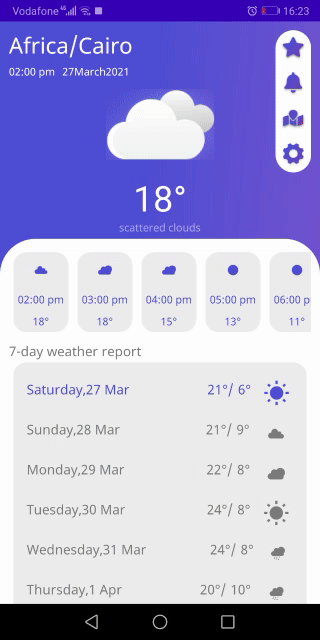 Vodafone 4G 16:23
Africa/Cairo
02:00 pm 27March2021
18°
scattered clouds
02:00 pm 03:00 pm 04:00 pm 05:00 pm 06:00 p
18° 18° 15° 13° 11°
7-day weather report
Saturday,27 Mar 21°/ 6°
Sunday,28 Mar 21°/ 9°
Monday,29 Mar 22°/ 8°
Tuesday,30 Mar 24°/ 8°
Wednesday,31 Mar 24°/ 8°
Thursday,1 Apr 20°/ 10°